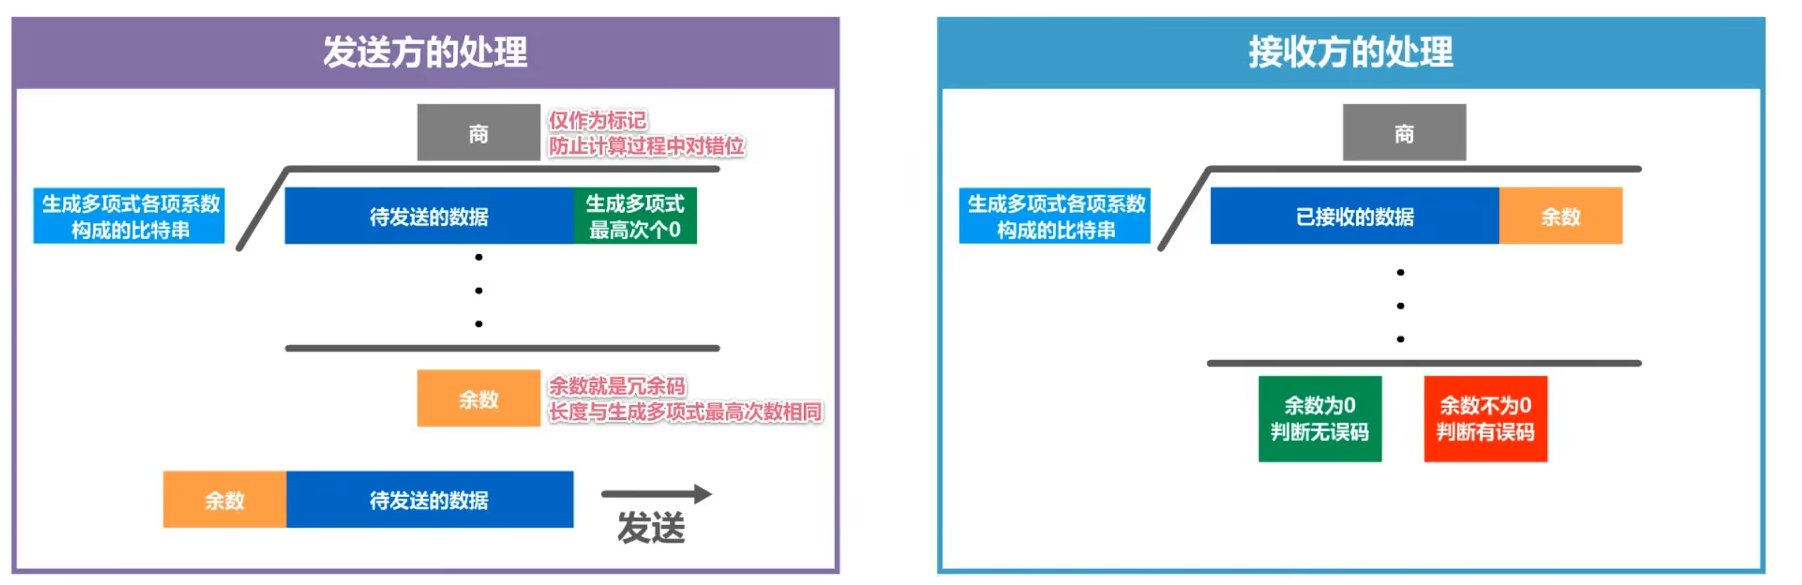 发送方的处理
商
仅作为标记
防止计算过程中对错位
生成多项式各项系数
构成的比特串
待发送的数据
生成多项式
最高次个0
余数
余数就是冗余码
长度与生成多项式最高次数相同
余数
待发送的数据
发送
接收方的处理
商
生成多项式各项系数
构成的比特串
已接收的数据
余数
余数为0
判断无误码
余数不为0
判断有误码